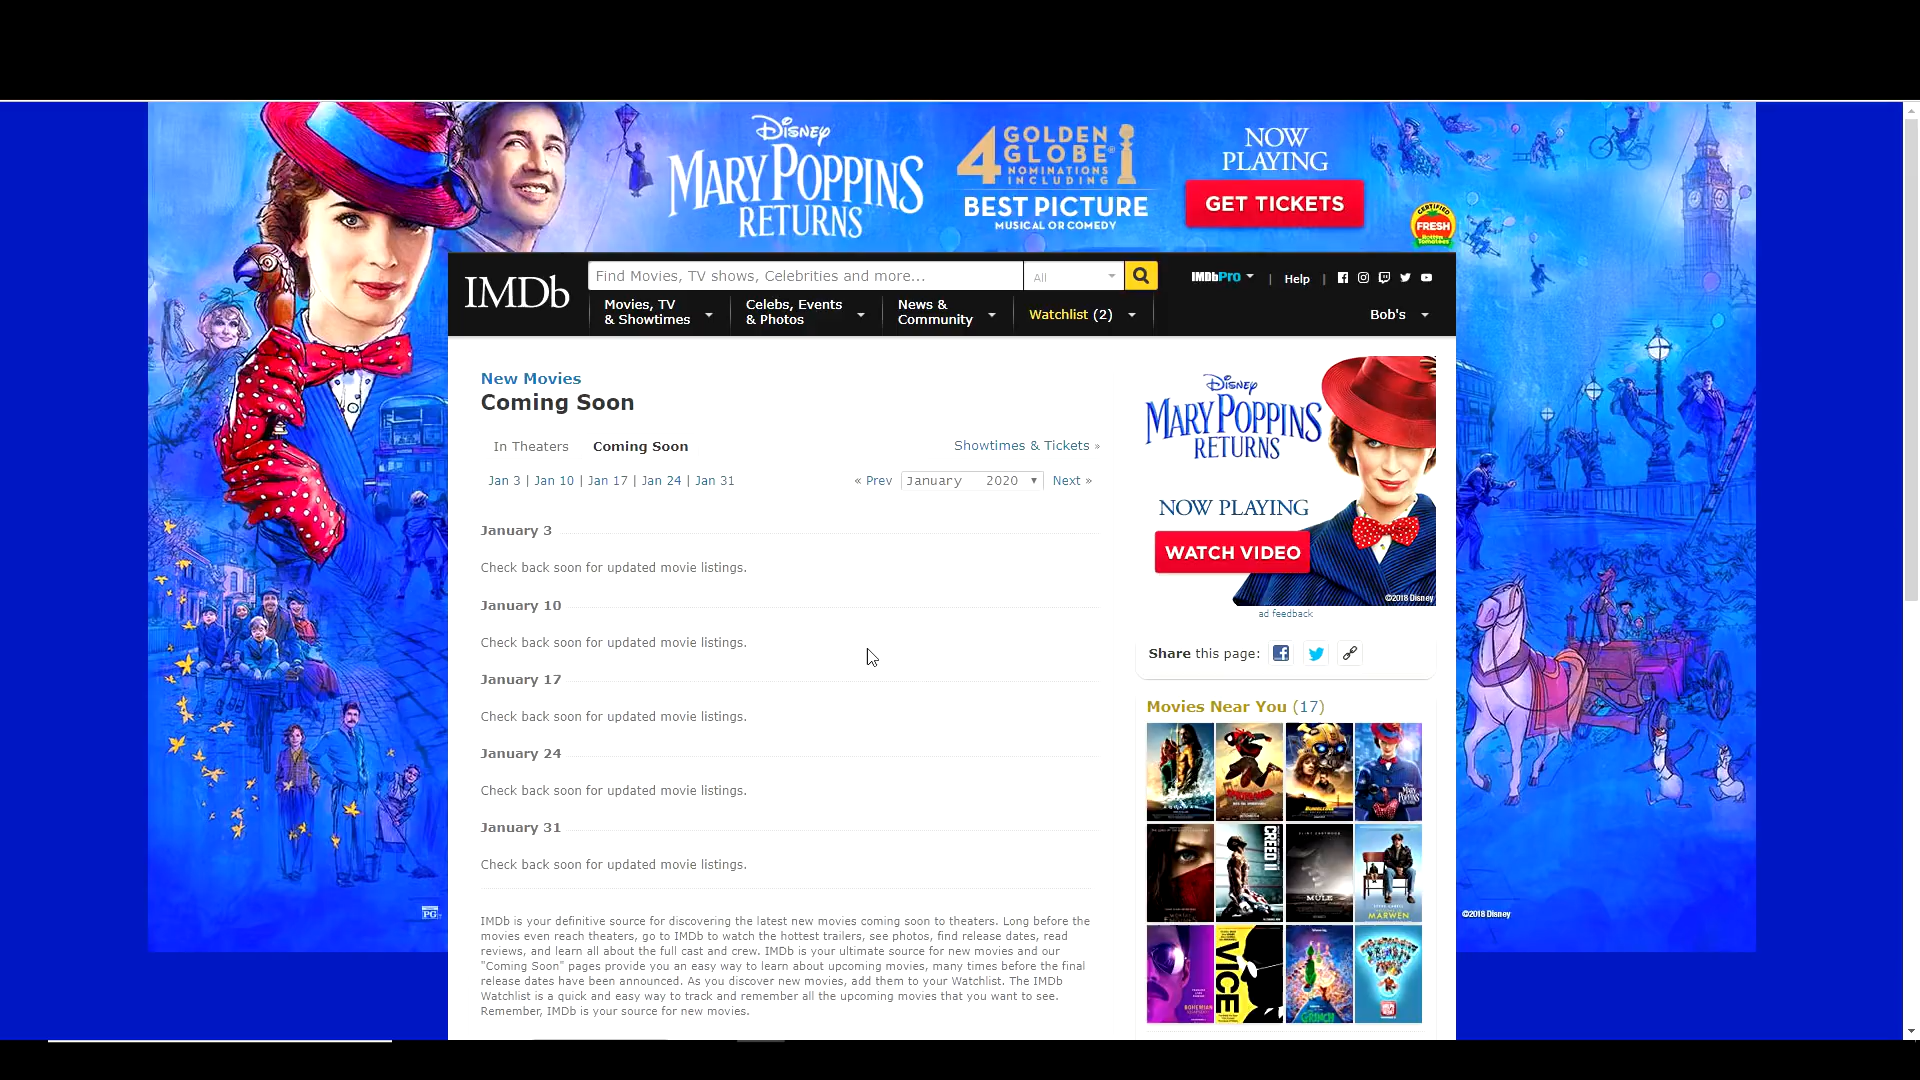 Disney
MARY POPPINS
RETURNS
4 GOLDEN
GLOBE®
NOMINATIONS
INCLUDING
BEST PICTURE
MUSICAL OR COMEDY
NOW
PLAYING
GET TICKETS
CERTIFIED
FRESH
Rotten
Tomatoes
IMDb
Find Movies, TV shows, Celebrities and more...
All
IMDbPro | Help |
Movies, TV
& Showtimes
Celebs, Events
& Photos
News &
Community
Watchlist (2)
Bob's
New Movies
Coming Soon
In Theaters Coming Soon
Showtimes & Tickets »
Jan 3 | Jan 10 | Jan 17 | Jan 24 | Jan 31
« Prev January 2020 Next »
January 3
Check back soon for updated movie listings.
January 10
Check back soon for updated movie listings.
January 17
Check back soon for updated movie listings.
January 24
Check back soon for updated movie listings.
January 31
Check back soon for updated movie listings.
IMDb is your definitive source for discovering the latest new movies coming soon to theaters. Long before the
movies even reach theaters, go to IMDb to watch the hottest trailers, see photos, find release dates, read
reviews, and learn all about the full cast and crew. IMDb is your ultimate source for new movies and our
"Coming Soon" pages provide you an easy way to learn about upcoming movies, many times before the final
release dates have been announced. As you discover new movies, add them to your Watchlist. The IMDb
Watchlist is a quick and easy way to track and remember all the upcoming movies that you want to see.
Remember, IMDb is your source for new movies.
Disney
MARY POPPINS
RETURNS
NOW PLAYING
WATCH VIDEO
©2018 Disney
ad feedback
Share this page:
Movies Near You (17)
BUMBLEBEE
MARY POPPINS
CREED II
CLINT EASTWOOD
MULE
MARWEN
BOHEMIAN
VICE
GRINCH
PG
©2018 Disney